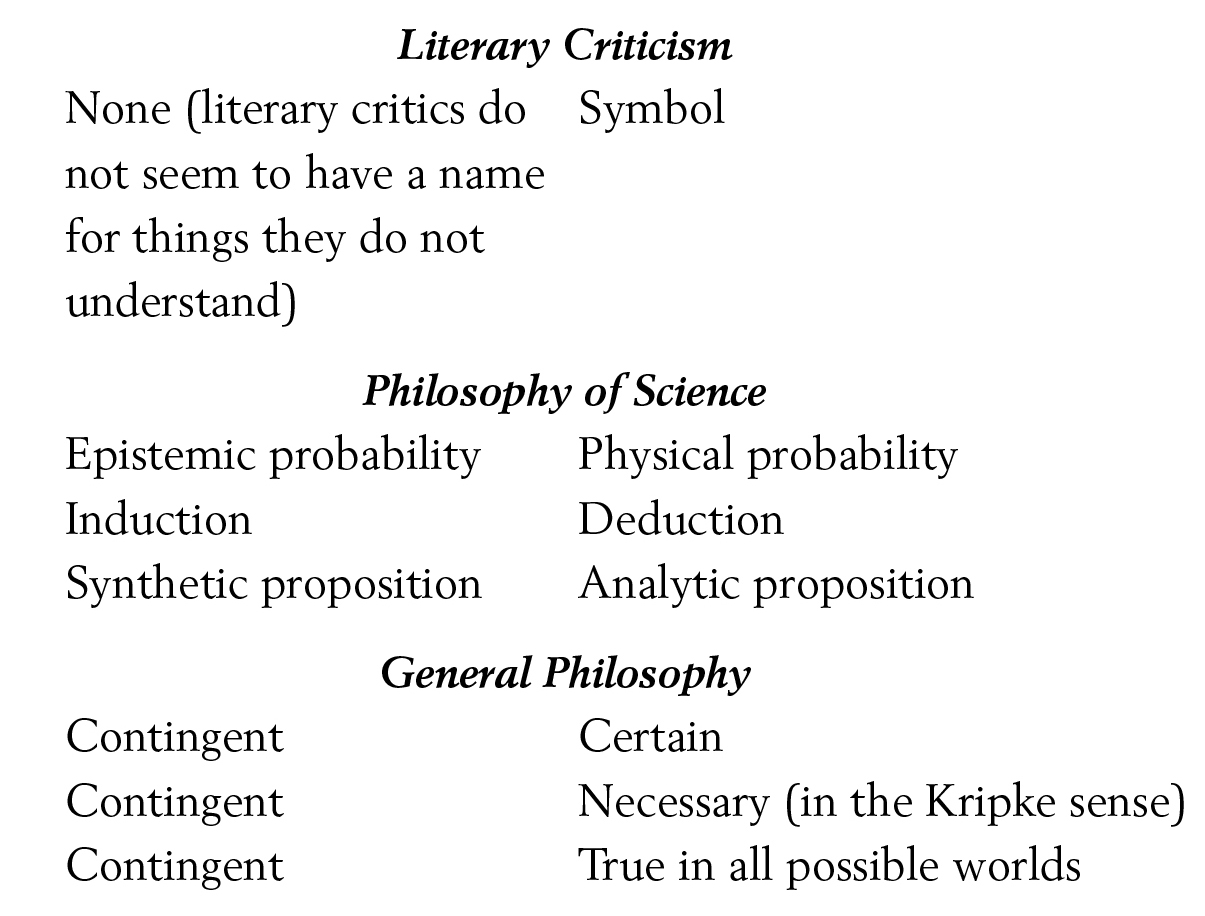 Literary Criticism
None (literary critics do Symbol
not seem to have a name
for things they do not
understand)
Philosophy of Science
Epistemic probability Physical probability
Induction Deduction
Synthetic proposition Analytic proposition
General Philosophy
Contingent Certain
Contingent Necessary (in the Kripke sense)
Contingent True in all possible worlds